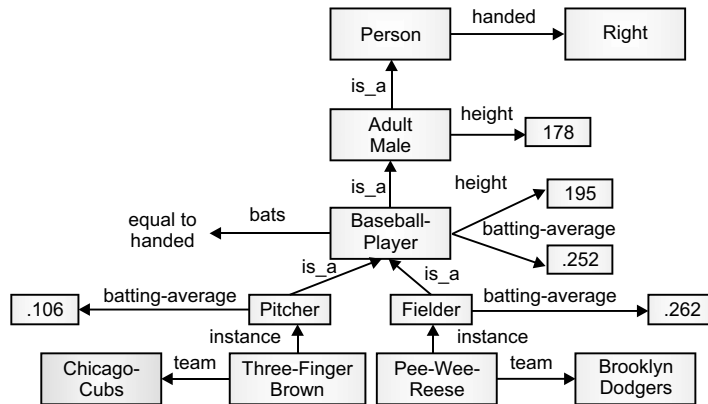 Person
handed
Right
is_a
Adult
Male
height
178
is_a
height
195
equal to
handed
bats
Baseball-
Player
batting-average
.252
is_a
is_a
.106
batting-average
Pitcher
Fielder
batting-average
.262
instance
instance
Chicago-
Cubs
team
Three-Finger
Brown
Pee-Wee-
Reese
team
Brooklyn
Dodgers